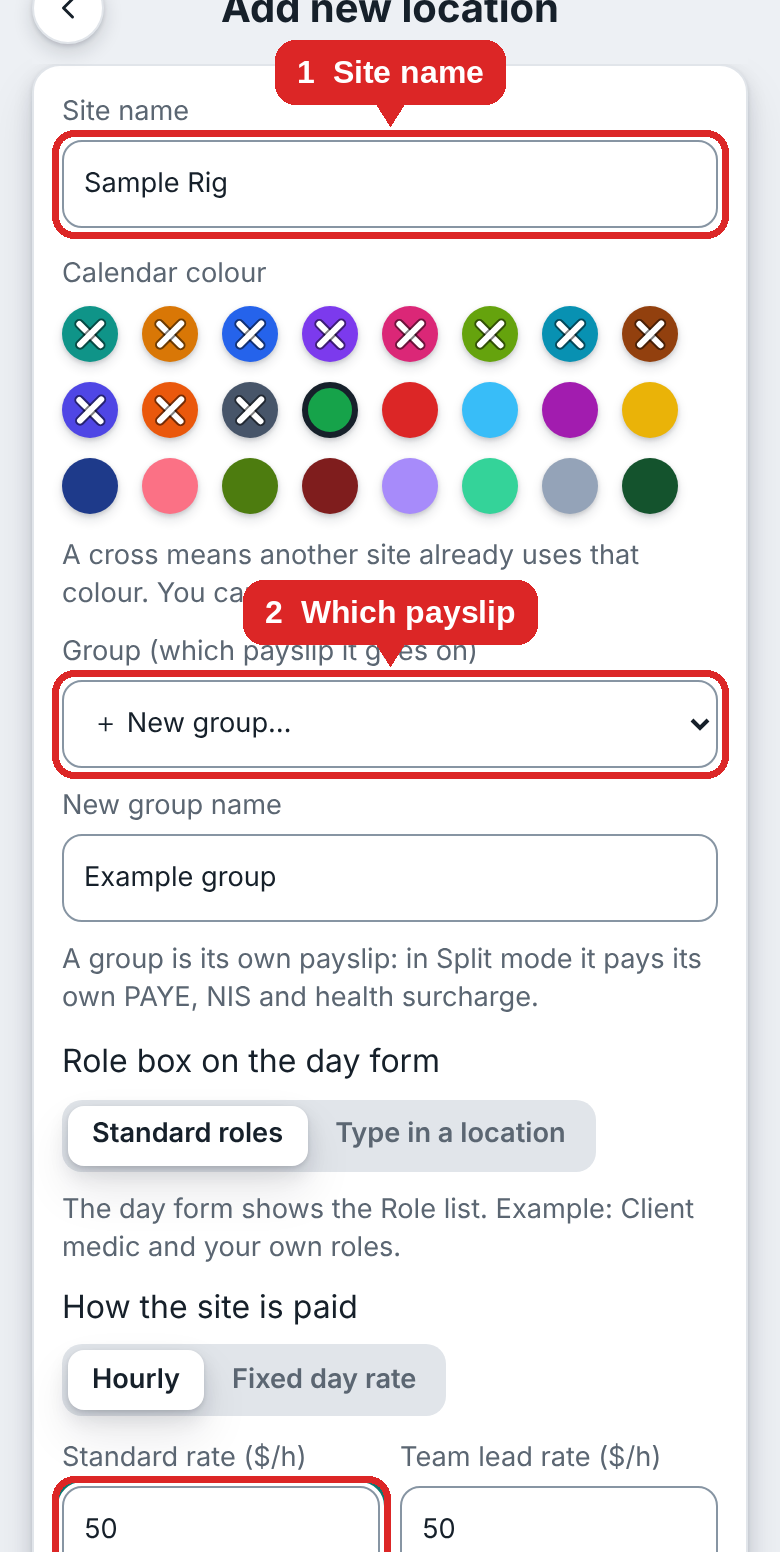 Add new location
1 Site name
Site name
Sample Rig
Calendar colour
A cross means another site already uses that
colour. You
2 Which payslip
Group (which payslip it goes on)
+ New group...
New group name
Example group
A group is its own payslip: in Split mode it pays its
own PAYE, NIS and health surcharge.
Role box on the day form
Standard roles Type in a location
The day form shows the Role list. Example: Client
medic and your own roles.
How the site is paid
Hourly Fixed day rate
Standard rate ($/h) Team lead rate ($/h)
50 50